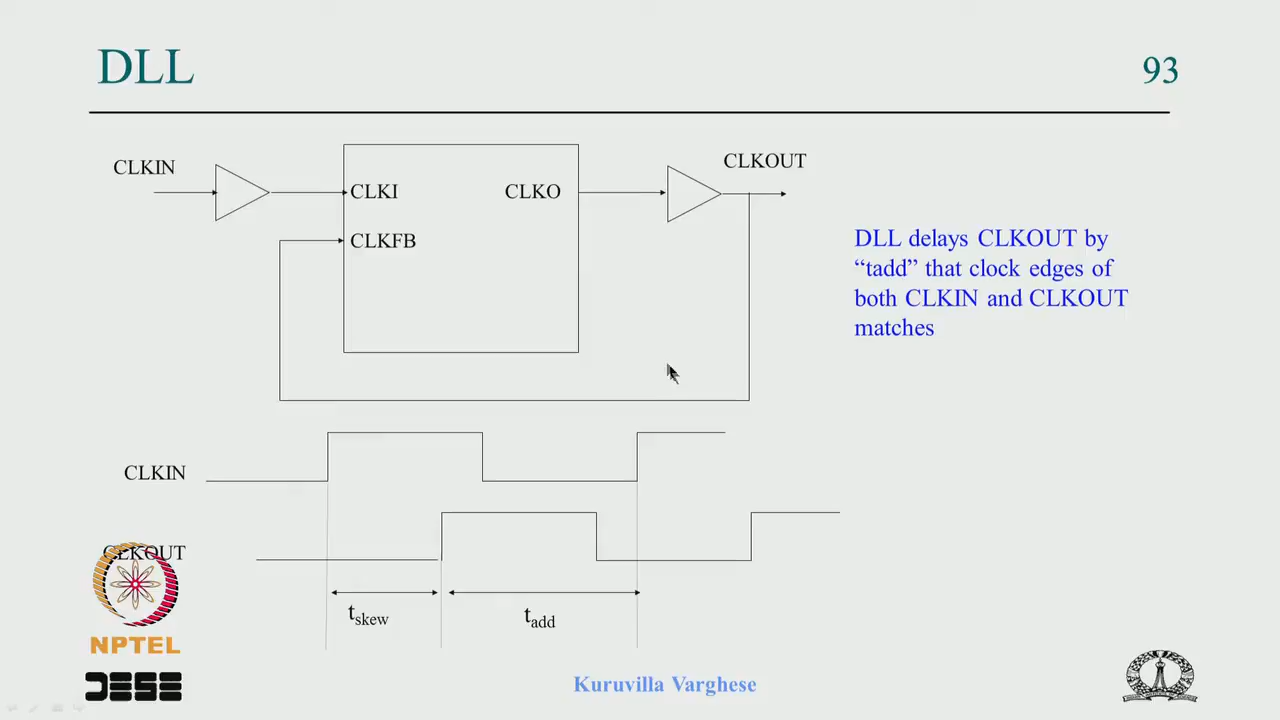 DLL
93
CLKIN
CLKOUT
CLKI
CLKO
CLKFB
DLL delays CLKOUT by
“tadd” that clock edges of
both CLKIN and CLKOUT
matches
CLKIN
CLKOUT
tskew
tadd
NPTEL
DESE
Kuruvilla Varghese